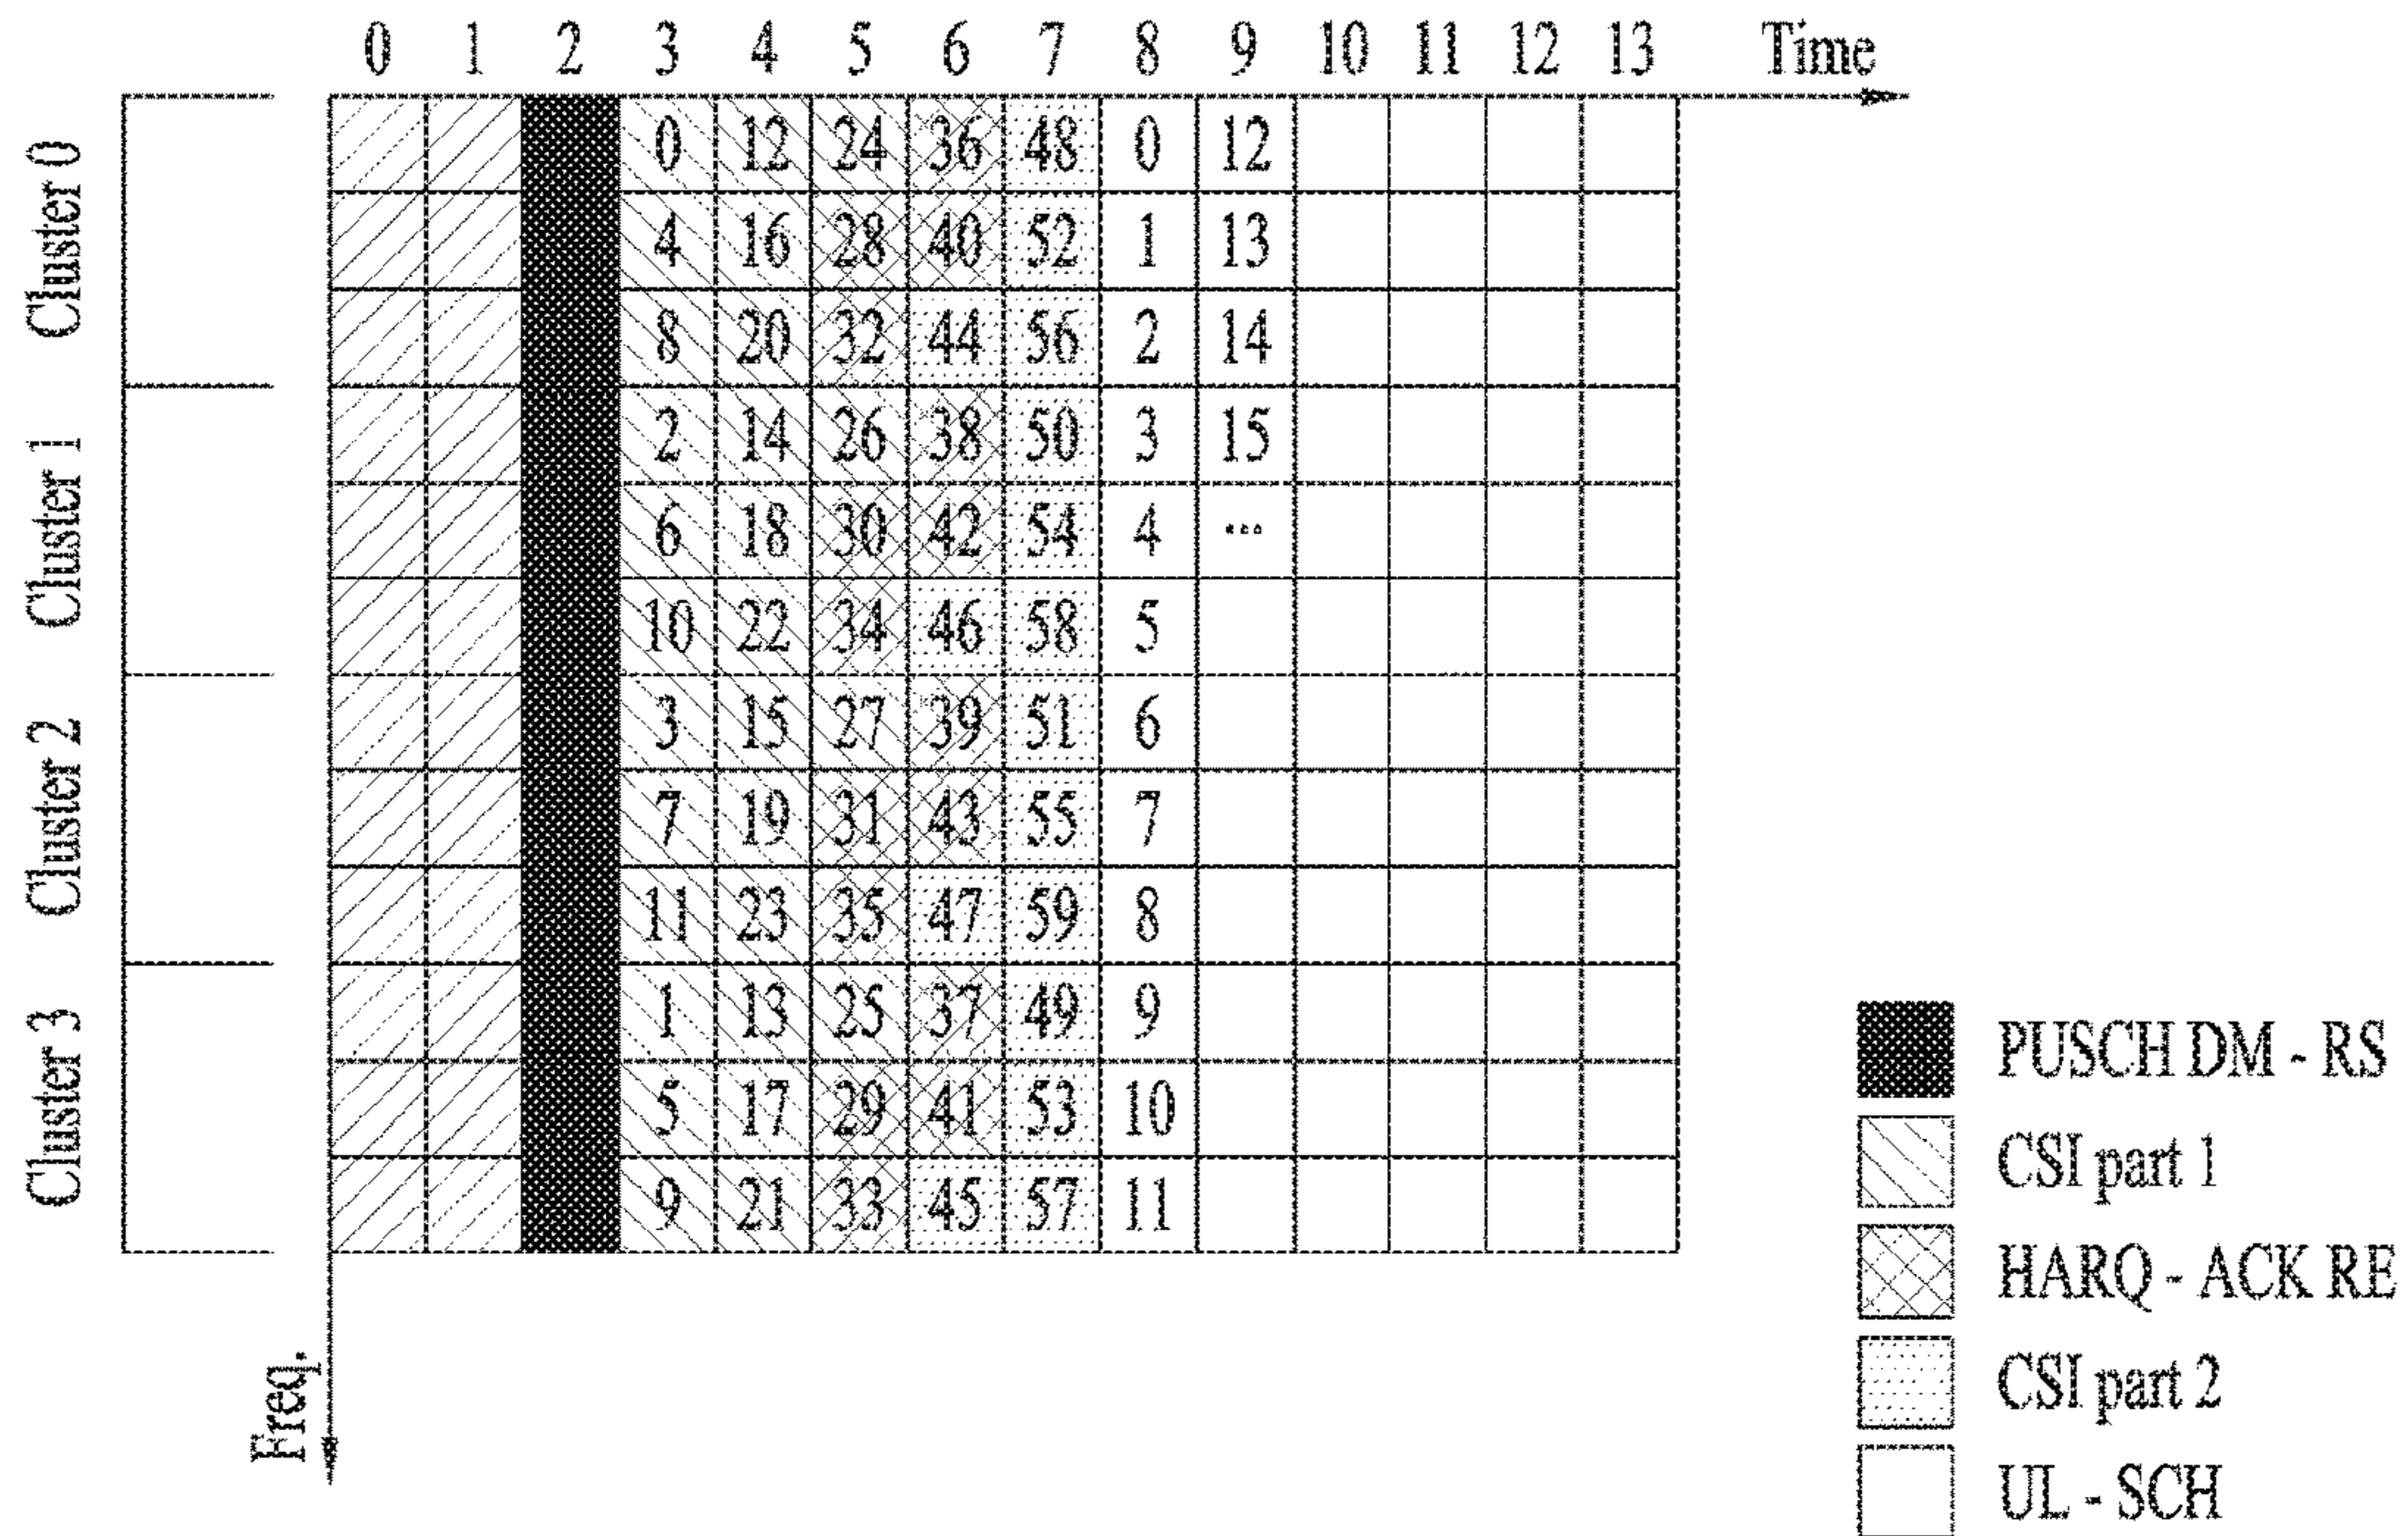 0 1 2 3 4 5 6 7 8 9 10 11 12 13 Time
Cluster 0
0 12 24 36 48 0 12
4 16 28 40 52 1 13
8 20 32 44 56 2 14
Cluster 1
2 14 26 38 50 3 15
6 18 30 42 54 4 ...
10 22 34 46 58 5
Cluster 2
3 15 27 39 51 6
7 19 31 43 55 7
11 23 35 47 59 8
Cluster 3
1 13 25 37 49 9
5 17 29 41 53 10
9 21 33 45 57 11
Freq.
PUSCH DM - RS
CSI part 1
HARQ - ACK RE
CSI part 2
UL - SCH